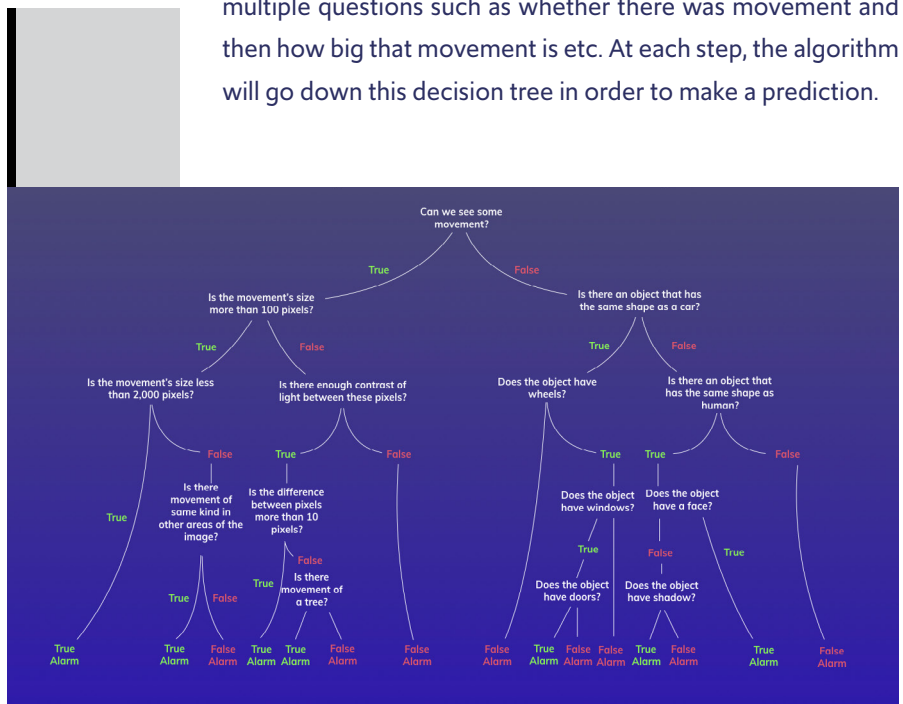 multiple questions such as whether there was movement and
then how big that movement is etc. At each step, the algorithm
will go down this decision tree in order to make a prediction.
Can we see some
movement?
True
False
Is the movement's size
more than 100 pixels?
Is there an object that has
the same shape as a car?
True
False
True
False
Is the movement's size less
than 2,000 pixels?
Is there enough contrast of
light between these pixels?
Does the object have
wheels?
Is there an object that
has the same shape as
human?
False
True
False
True
True
False
Is there
movement of
same kind in
other areas of the
image?
Is the difference
between pixels
more than 10
pixels?
Does the object
have windows?
Does the object
have a face?
True
False
True
False
True
Is there
movement of
a tree?
Does the object
have doors?
Does the object
have shadow?
True
False
True
True
Alarm
True
Alarm
False
Alarm
True
Alarm
True
Alarm
False
Alarm
False
Alarm
False
Alarm
True
Alarm
False
Alarm
False
Alarm
True
Alarm
False
Alarm
True
Alarm
False
Alarm